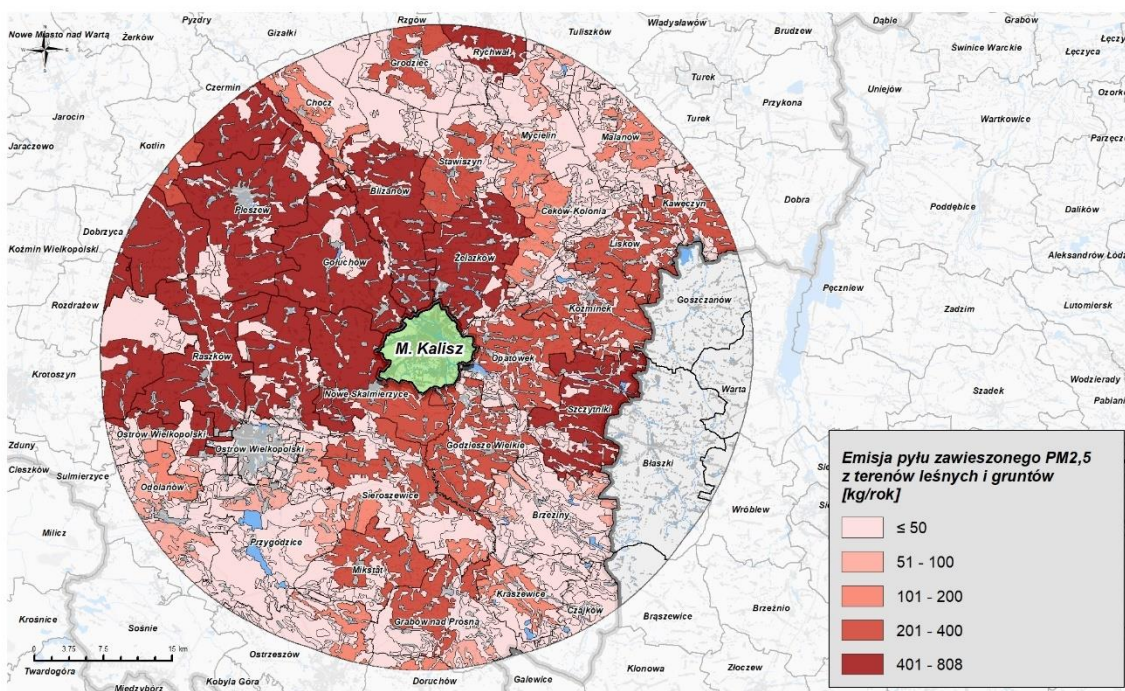 Pyzdry
Rzgów
Władysławów
Dąbie
Grabów
Nowe Miasto nad Wartą
Żerków
Gizałki
Tuliszków
Brudzew
Świnice Warckie
Łęczyca
Rychwał
Grodziec
Turek
Uniejów
Czermin
Chocz
Przykona
Jarocin
Mycielin
Malanów
Turek
Wartkowice
Jaraczewo
Kotlin
Stawiszyn
Blizanów
Pleszew
Ceków-Kolonia
Kawęczyn
Dobra
Poddębice
Dalików
Dobrzyca
Koźmin Wielkopolski
Lisków
Gołuchów
Żelazków
Goszczanów
Pęczniew
Zadzim
Lutomiersk
Rozdrażew
Koźminek
M. Kalisz
Opatówek
Raszków
Krotoszyn
Warta
Szadek
Wodzierady
Nowe Skalmierzyce
Szczytniki
Zduny
Ostrów Wielkopolski
Ostrów Wielkopolski
Godziesze Wielkie
Cieszków
Sulmierzyce
Błaszki
Odolanów
Sieroszewice
Wróblew
Milicz
Brzeziny
Przygodzice
Mikstat
Kraszewice
Czajków
Krośnice
Sośnie
Grabów nad Prosną
Brąszewice
Brzeźnio
Ostrzeszów
Twardogóra
Międzybórz
Kobyla Góra
Doruchów
Galewice
Klonowa
Złoczew
0 3,75 7,5 15 km
Emisja pyłu zawieszonego PM2,5
z terenów leśnych i gruntów
[kg/rok]
≤ 50
51 - 100
101 - 200
201 - 400
401 - 808